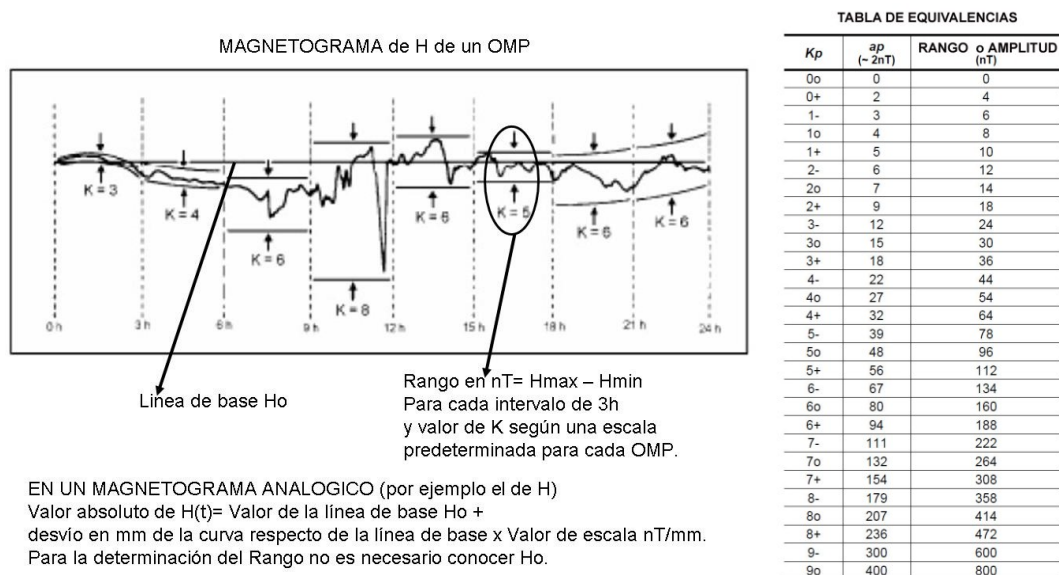 MAGNETOGRAMA de H de un OMP
K = 3
K = 4
K = 6
K = 8
K = 6
K = 5
K = 6
K = 6
0 h
3 h
6 h
9 h
12 h
15 h
18 h
21 h
24 h
Linea de base Ho
Rango en nT= Hmax – Hmin
Para cada intervalo de 3h
y valor de K según una escala
predeterminada para cada OMP.
EN UN MAGNETOGRAMA ANALOGICO (por ejemplo el de H)
Valor absoluto de H(t)= Valor de la línea de base Ho +
desvío en mm de la curva respecto de la línea de base x Valor de escala nT/mm.
Para la determinación del Rango no es necesario conocer Ho.
TABLA DE EQUIVALENCIAS
Kp ap RANGO o AMPLITUD
(~ 2nT) (nT)
0o 0 0
0+ 2 4
1- 3 6
1o 4 8
1+ 5 10
2- 6 12
2o 7 14
2+ 9 18
3- 12 24
3o 15 30
3+ 18 36
4- 22 44
4o 27 54
4+ 32 64
5- 39 78
5o 48 96
5+ 56 112
6- 67 134
6o 80 160
6+ 94 188
7- 111 222
7o 132 264
7+ 154 308
8- 179 358
8o 207 414
8+ 236 472
9- 300 600
9o 400 800